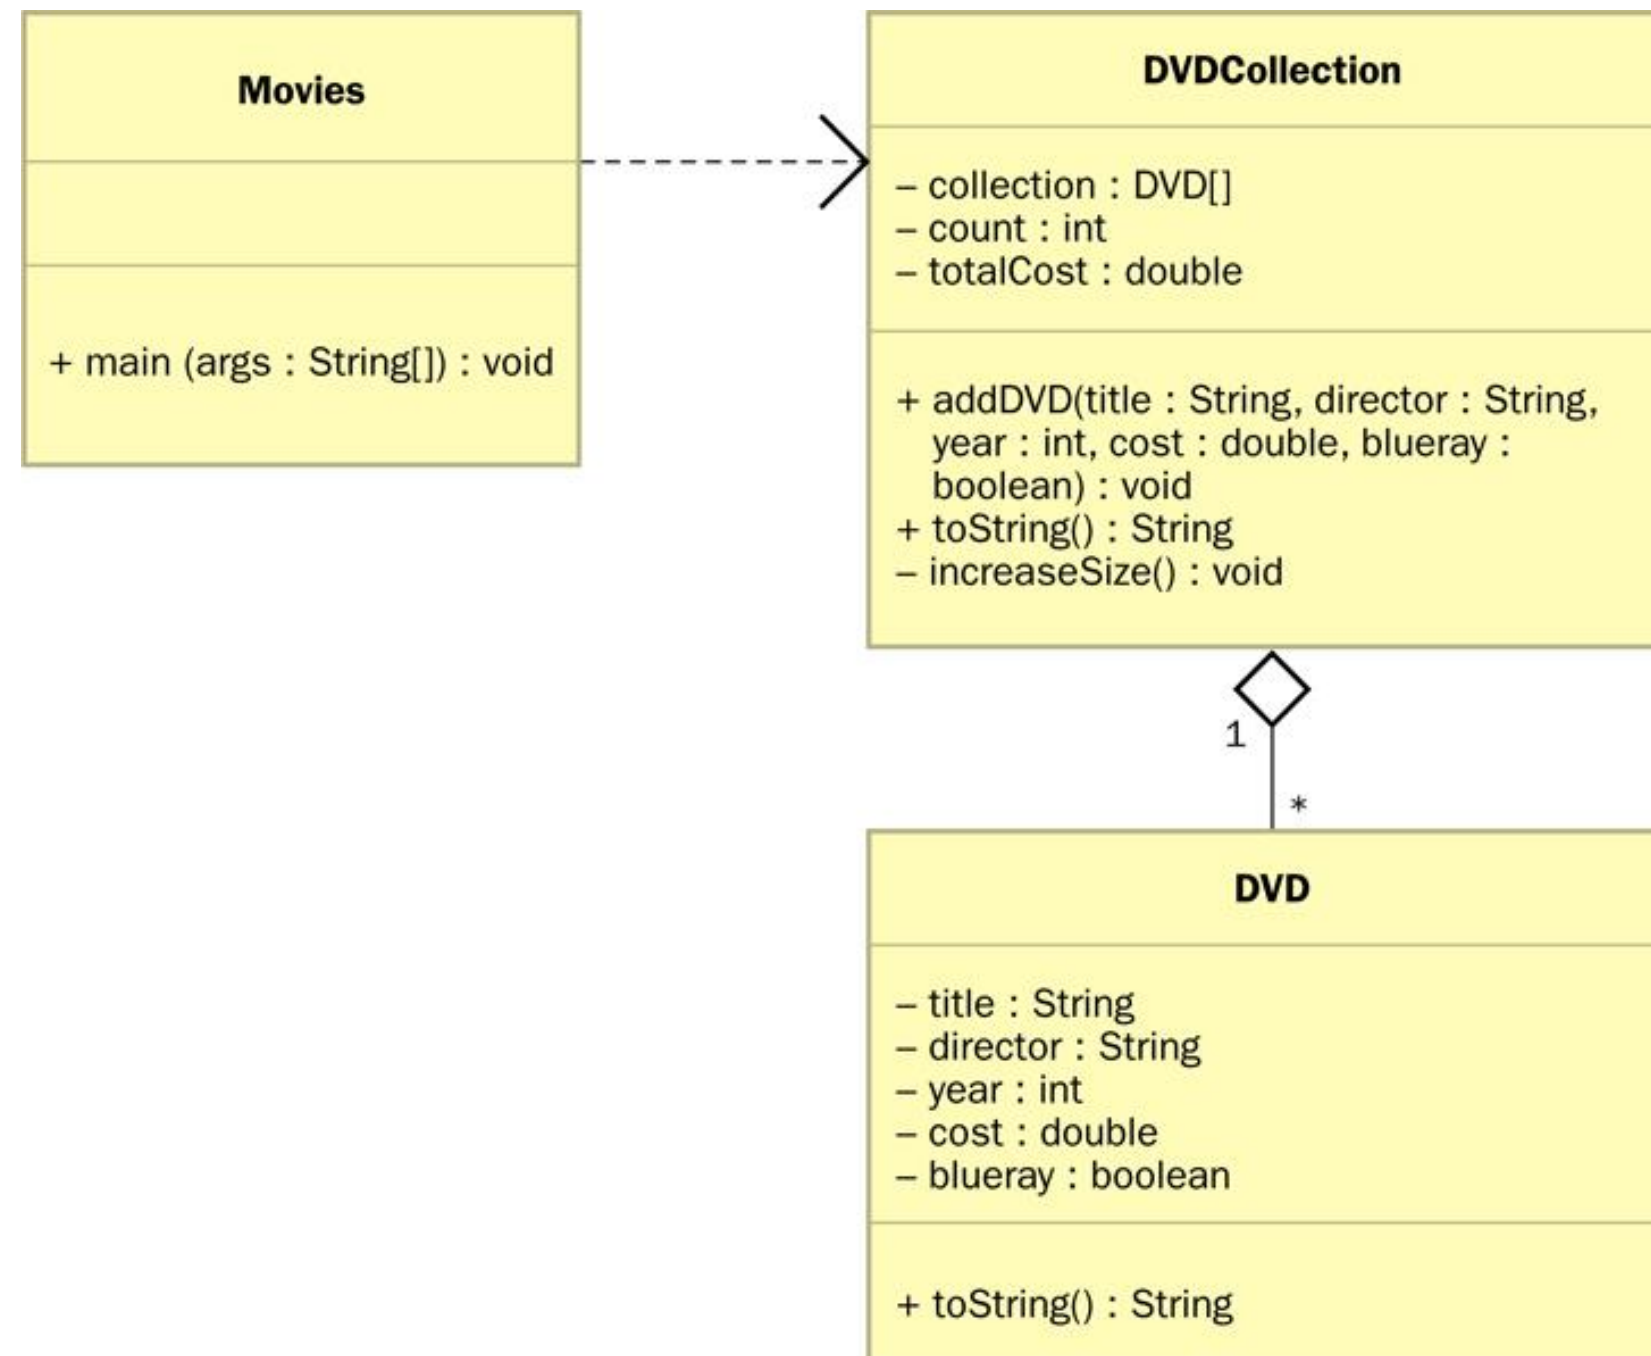 Movies
+ main (args : String[]) : void
DVDCollection
– collection : DVD[]
– count : int
– totalCost : double
+ addDVD(title : String, director : String,
year : int, cost : double, blueray :
boolean) : void
+ toString() : String
– increaseSize() : void
1
*
DVD
– title : String
– director : String
– year : int
– cost : double
– blueray : boolean
+ toString() : String